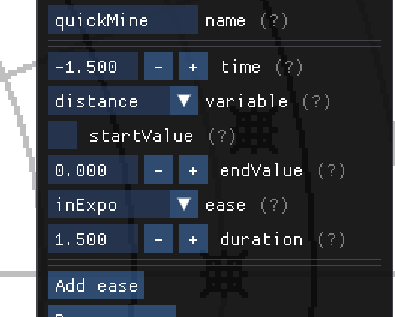 quickMine name (?)
-1.500 - + time (?)
distance variable (?)
startValue (?)
0.000 - + endValue (?)
inExpo ease (?)
1.500 - + duration (?)
Add ease